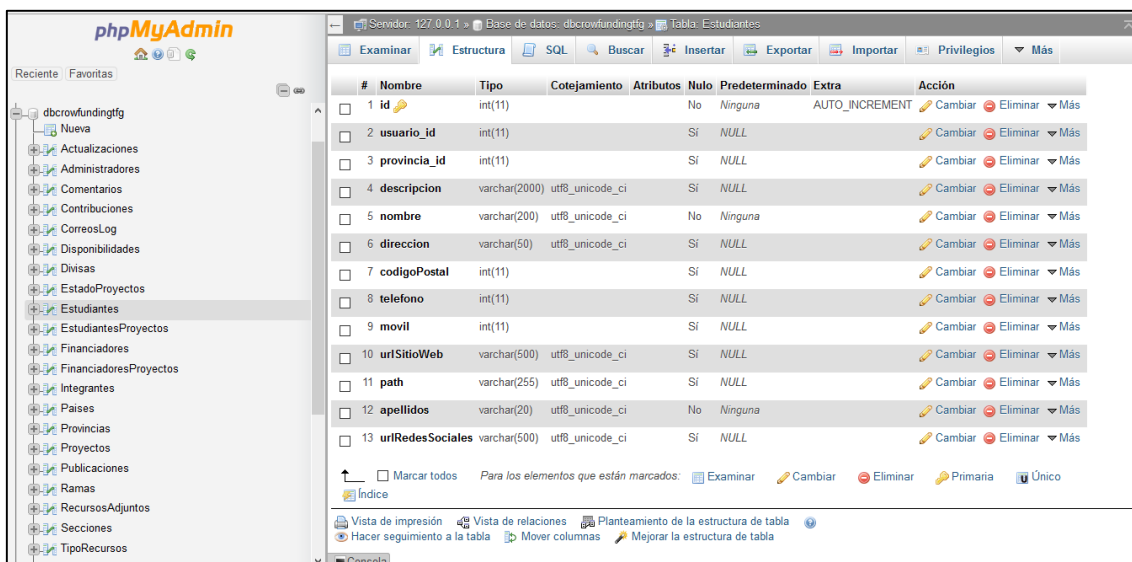 phpMyAdmin
Reciente Favoritas
dbcrowfundingtfg
Nueva
Actualizaciones
Administradores
Comentarios
Contribuciones
CorreosLog
Disponibilidades
Divisas
EstadoProyectos
Estudiantes
EstudiantesProyectos
Financiadores
FinanciadoresProyectos
Integrantes
Paises
Provincias
Proyectos
Publicaciones
Ramas
RecursosAdjuntos
Secciones
TipoRecursos
Servidor: 127.0.0.1 » Base de datos: dbcrowfundingtfg » Tabla: Estudiantes
Examinar Estructura SQL Buscar Insertar Exportar Importar Privilegios Más
# Nombre Tipo Cotejamiento Atributos Nulo Predeterminado Extra Acción
1 id int(11) No Ninguna AUTO_INCREMENT Cambiar Eliminar Más
2 usuario_id int(11) Sí NULL Cambiar Eliminar Más
3 provincia_id int(11) Sí NULL Cambiar Eliminar Más
4 descripcion varchar(2000) utf8_unicode_ci Sí NULL Cambiar Eliminar Más
5 nombre varchar(200) utf8_unicode_ci No Ninguna Cambiar Eliminar Más
6 direccion varchar(50) utf8_unicode_ci Sí NULL Cambiar Eliminar Más
7 codigoPostal int(11) Sí NULL Cambiar Eliminar Más
8 telefono int(11) Sí NULL Cambiar Eliminar Más
9 movil int(11) Sí NULL Cambiar Eliminar Más
10 urlSitioWeb varchar(500) utf8_unicode_ci Sí NULL Cambiar Eliminar Más
11 path varchar(255) utf8_unicode_ci Sí NULL Cambiar Eliminar Más
12 apellidos varchar(20) utf8_unicode_ci No Ninguna Cambiar Eliminar Más
13 urlRedesSociales varchar(500) utf8_unicode_ci Sí NULL Cambiar Eliminar Más
Marcar todos Para los elementos que están marcados: Examinar Cambiar Eliminar Primaria Único
Índice
Vista de impresión Vista de relaciones Planteamiento de la estructura de tabla
Hacer seguimiento a la tabla Mover columnas Mejorar la estructura de tabla
Consola